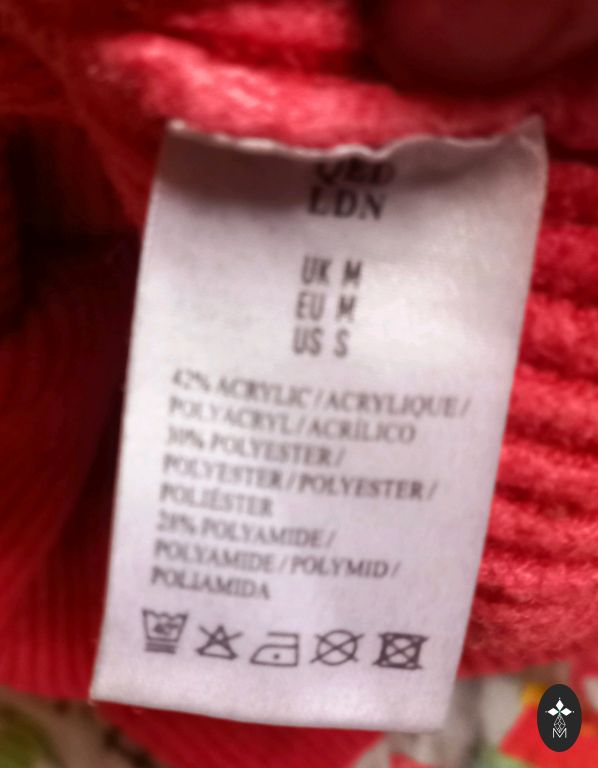 QED
LDN
UK M
EU M
US S
42% ACRYLIC / ACRYLIQUE /
POLYACRYL / ACRÍLICO
30% POLYESTER /
POLYESTER / POLYESTER /
POLIÉSTER
28% POLYAMIDE /
POLYAMIDE / POLYMID /
POLIAMIDA
M